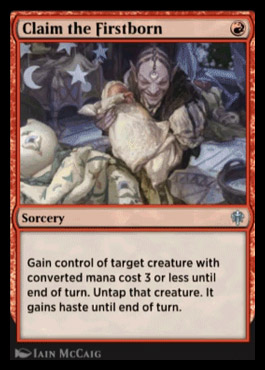 Claim the Firstborn
Sorcery
Gain control of target creature with
converted mana cost 3 or less until
end of turn. Untap that creature. It
gains haste until end of turn.
Iain McCaig